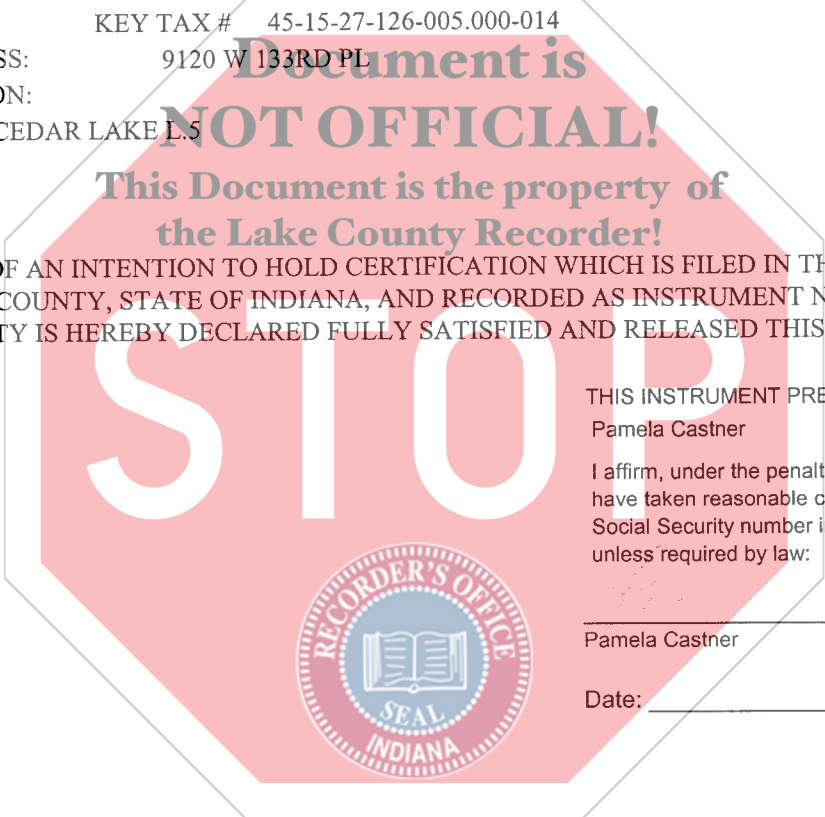 KEY TAX # 45-15-27-126-005.000-014
SS: 9120 W 133RD PL
ON:
CEDAR LAKE L.5
Document is
NOT OFFICIAL!
This Document is the property of
the Lake County Recorder!
OF AN INTENTION TO HOLD CERTIFICATION WHICH IS FILED IN TH
COUNTY, STATE OF INDIANA, AND RECORDED AS INSTRUMENT N
TY IS HEREBY DECLARED FULLY SATISFIED AND RELEASED THIS
STOP
THIS INSTRUMENT PRE
Pamela Castner
I affirm, under the penalt
have taken reasonable c
Social Security number i
unless required by law:
Pamela Castner
Date:
RECORDER'S OFFICE
SEAL
INDIANA